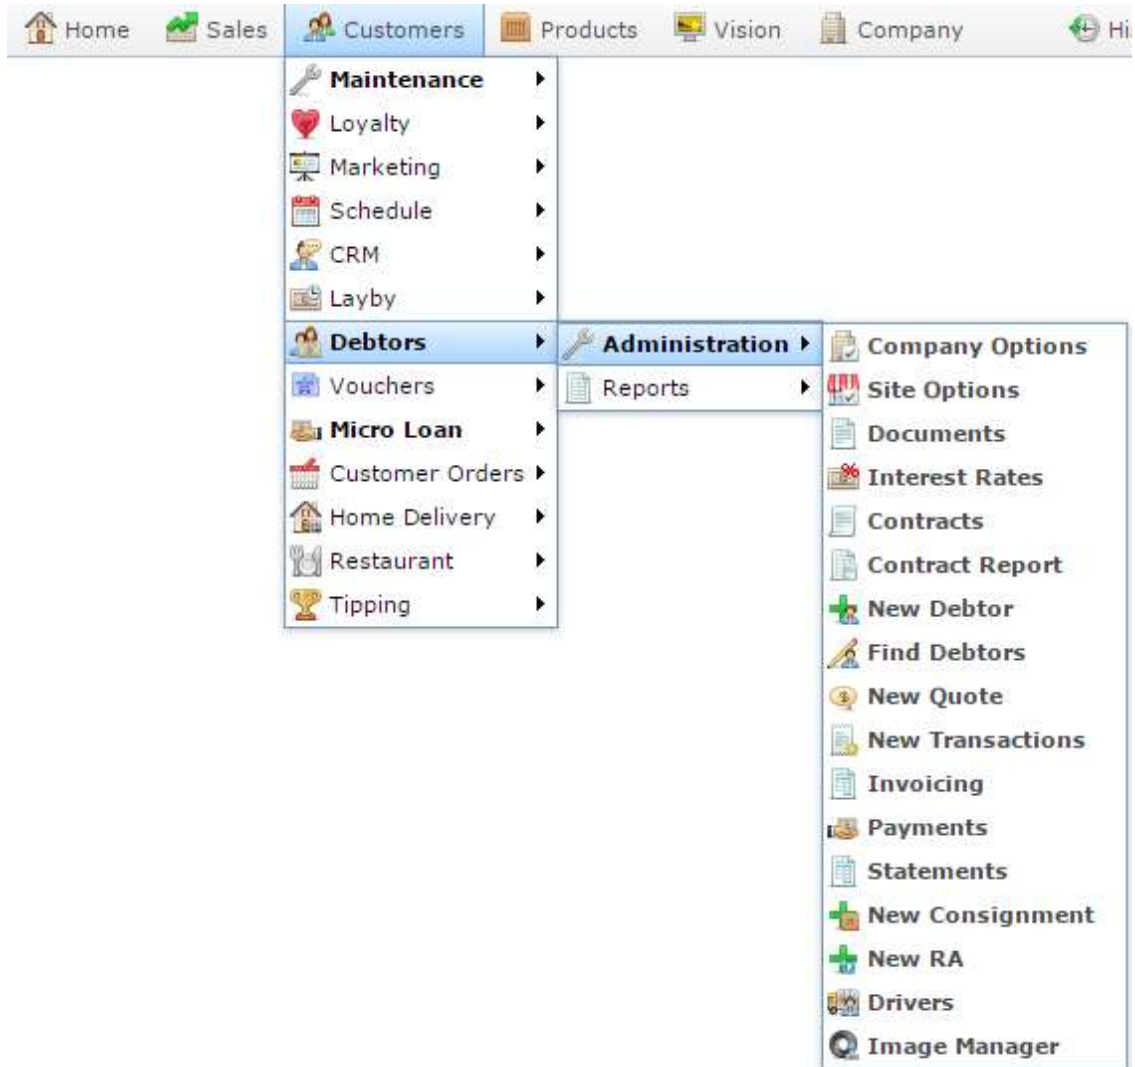 Home Sales Customers Products Vision Company
Maintenance
Loyalty
Marketing
Schedule
CRM
Layby
Debtors
Vouchers
Micro Loan
Customer Orders
Home Delivery
Restaurant
Tipping
Administration
Reports
Company Options
Site Options
Documents
Interest Rates
Contracts
Contract Report
New Debtor
Find Debtors
New Quote
New Transactions
Invoicing
Payments
Statements
New Consignment
New RA
Drivers
Image Manager